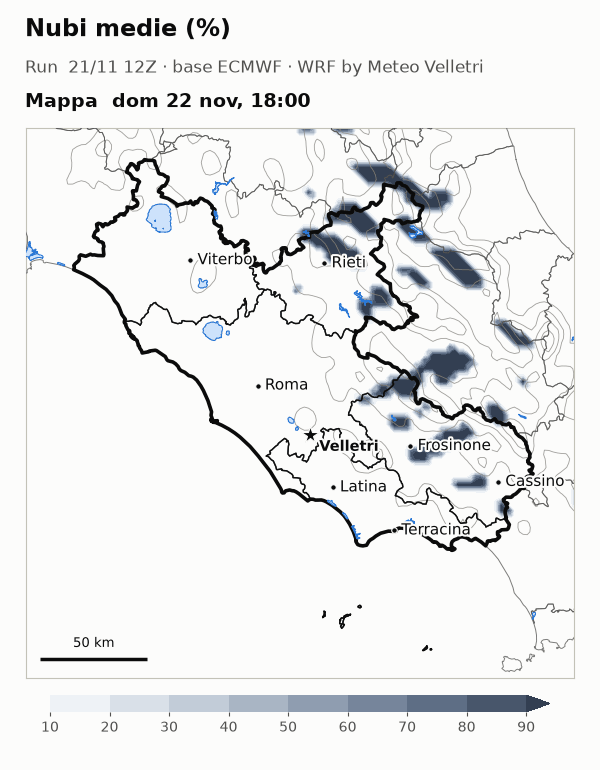 Nubi medie (%)
Run  21/11 12Z · base ECMWF · WRF by Meteo Velletri
Mappa  dom 22 nov, 18:00
Viterbo
Rieti
Roma
Velletri
Frosinone
Latina
Cassino
Terracina
50 km
10 20 30 40 50 60 70 80 90